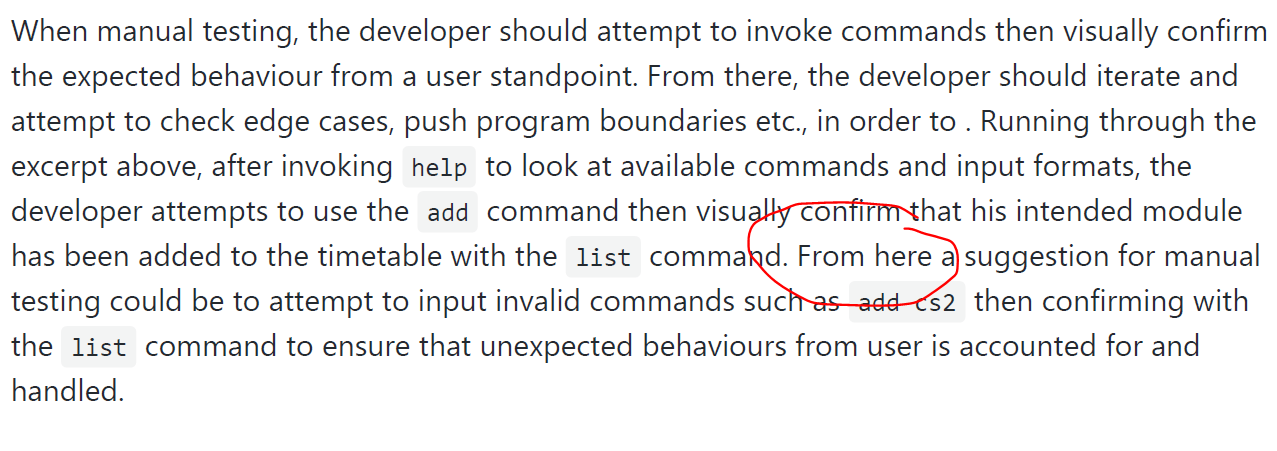 When manual testing, the developer should attempt to invoke commands then visually confirm
the expected behaviour from a user standpoint. From there, the developer should iterate and
attempt to check edge cases, push program boundaries etc., in order to . Running through the
excerpt above, after invoking help to look at available commands and input formats, the
developer attempts to use the add command then visually confirm that his intended module
has been added to the timetable with the list command. From here a suggestion for manual
testing could be to attempt to input invalid commands such as add cs2 then confirming with
the list command to ensure that unexpected behaviours from user is accounted for and
handled.